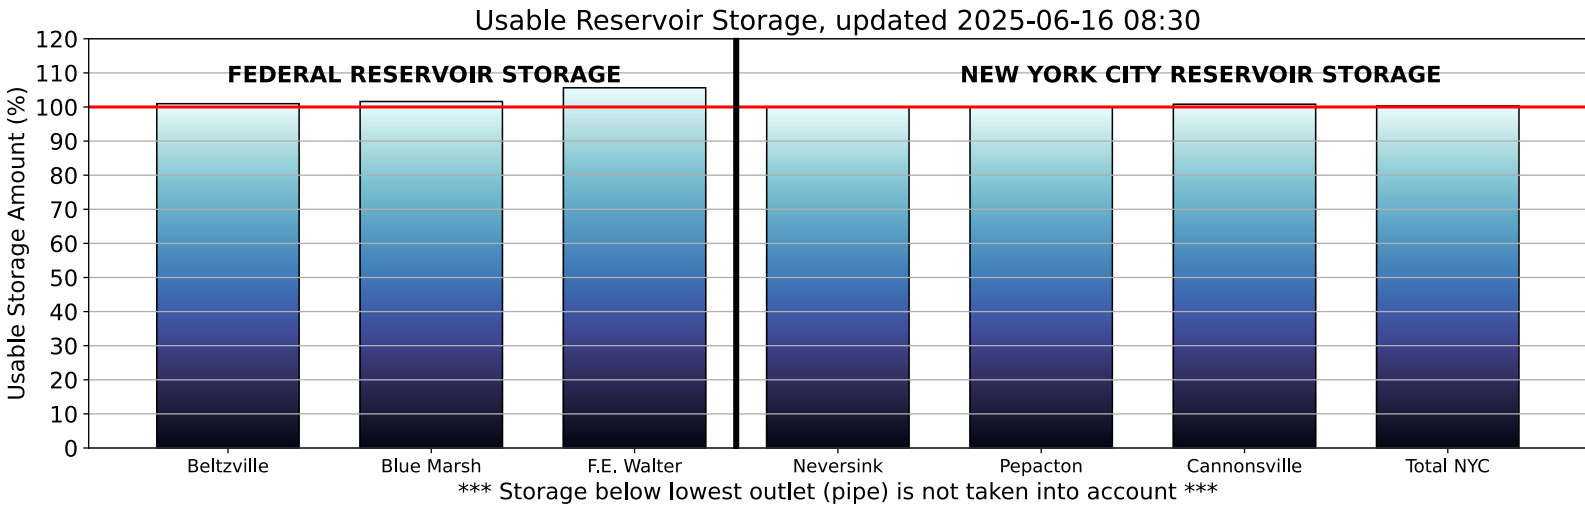 Usable Reservoir Storage, updated 2025-06-16 08:30
Usable Storage Amount (%)
120
110
100
90
80
70
60
50
40
30
20
10
0
FEDERAL RESERVOIR STORAGE
NEW YORK CITY RESERVOIR STORAGE
Beltzville
Blue Marsh
F.E. Walter
Neversink
Pepacton
Cannonsville
Total NYC
*** Storage below lowest outlet (pipe) is not taken into account ***